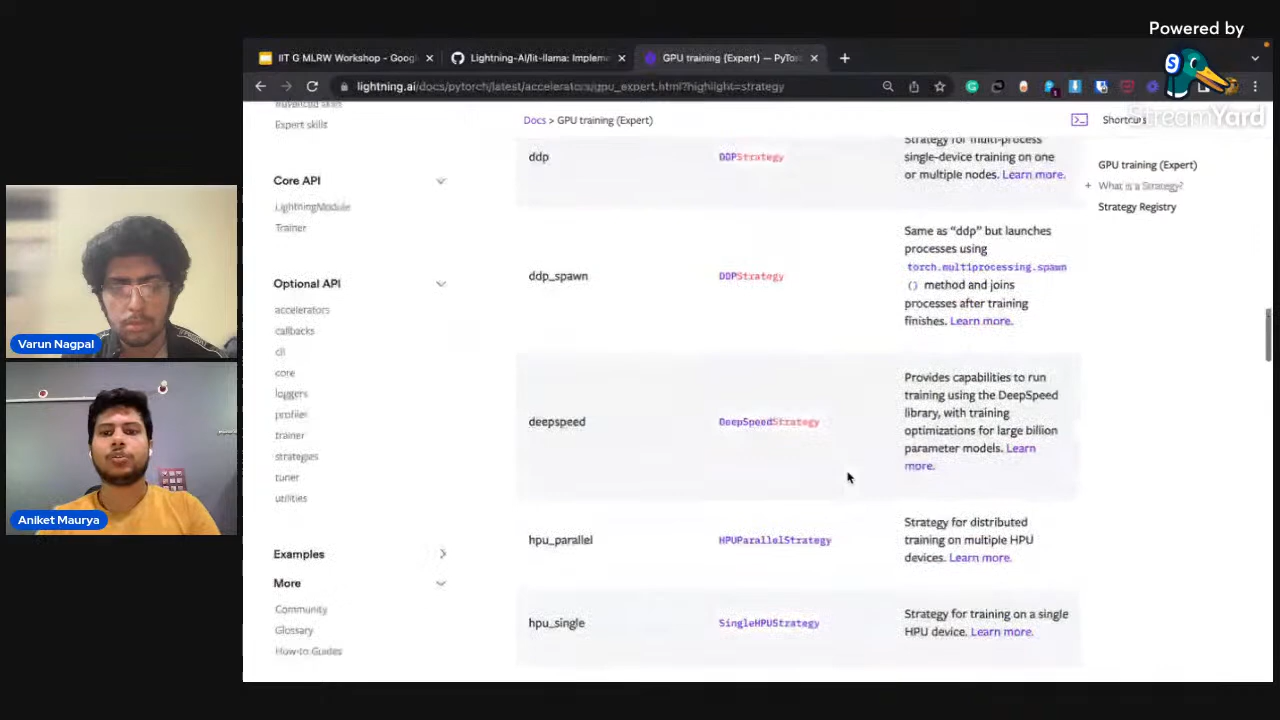 Powered by
StreamYard
IIT G MLRW Workshop - Goog
Lightning-AI/lit-llama: Impleme
GPU training (Expert) — PyTo
lightning.ai/docs/pytorch/latest/accelerators/gpu_expert.html?highlight=strategy
Advanced skills
Expert skills
Core API
LightningModule
Trainer
Optional API
accelerators
callbacks
cli
core
loggers
profiler
trainer
strategies
tuner
utilities
Examples
More
Community
Glossary
How-to Guides
Docs > GPU training (Expert)
Shortcuts
ddp
DDPStrategy
Strategy for multi-process
single-device training on one
or multiple nodes. Learn more.
ddp_spawn
DDPStrategy
Same as “ddp” but launches
processes using
torch.multiprocessing.spawn
() method and joins
processes after training
finishes. Learn more.
deepspeed
DeepSpeedStrategy
Provides capabilities to run
training using the DeepSpeed
library, with training
optimizations for large billion
parameter models. Learn
more.
hpu_parallel
HPUParallelStrategy
Strategy for distributed
training on multiple HPU
devices. Learn more.
hpu_single
SingleHPUStrategy
Strategy for training on a single
HPU device. Learn more.
GPU training (Expert)
+ What is a Strategy?
Strategy Registry
Varun Nagpal
Aniket Maurya